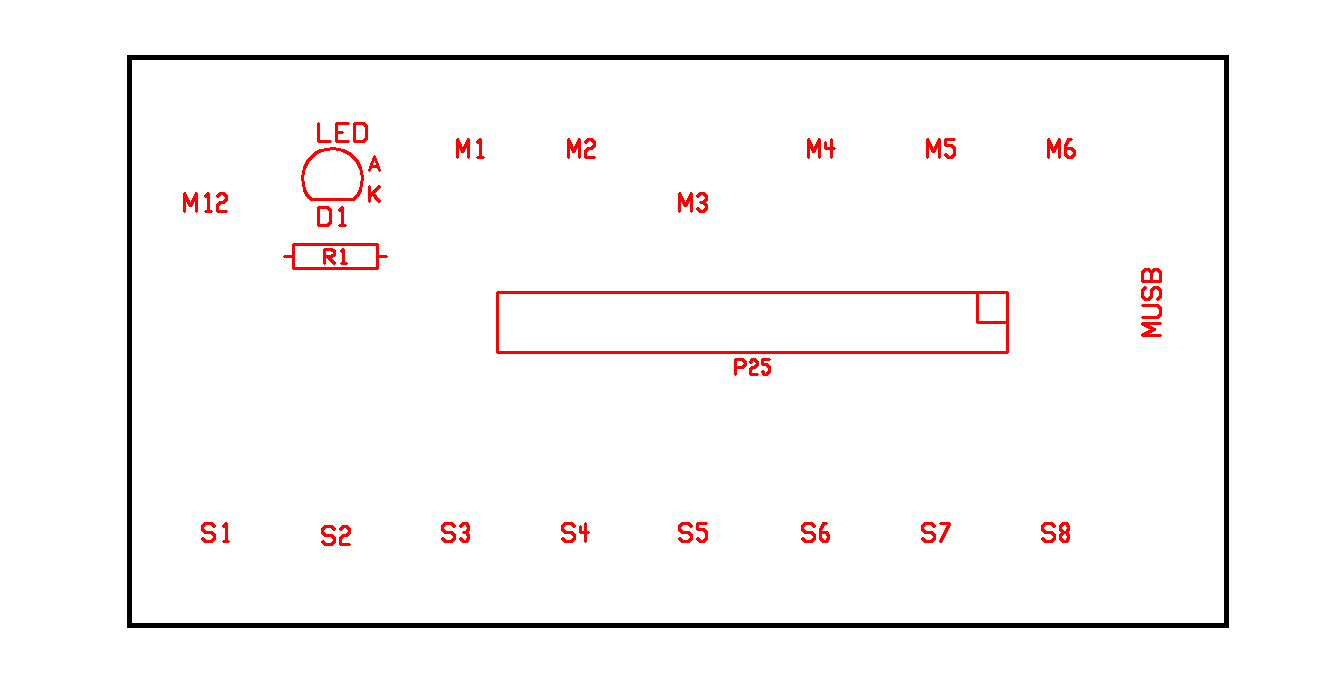 LED
M1 M2 M4 M5 M6
A
K
M12 M3
D1
R1
MUSB
P25
S1 S2 S3 S4 S5 S6 S7 S8